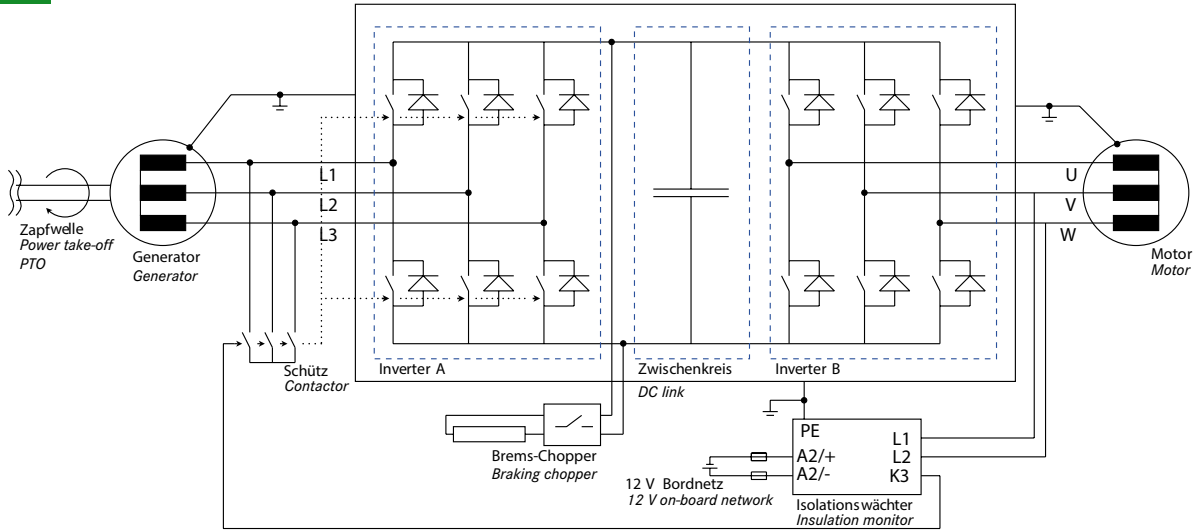 L1
L2
L3
U
V
W
Zapfwelle
Power take-off
PTO
Generator
Generator
Motor
Motor
Schütz
Contactor
Inverter A
Zwischenkreis
DC link
Inverter B
Brems-Chopper
Braking chopper
PE
A2/+
A2/-
L1
L2
K3
12 V Bordnetz
12 V on-board network
Isolationswächter
Insulation monitor